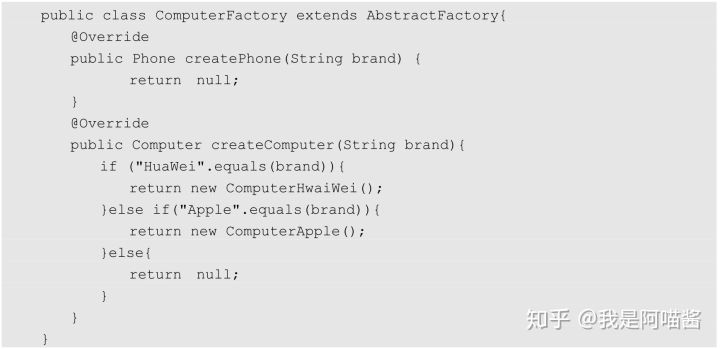 public class ComputerFactory extends AbstractFactory{
@Override
public Phone createPhone(String brand) {
return null;
}
@Override
public Computer createComputer(String brand){
if ("HuaWei".equals(brand)){
return new ComputerHwaiWei();
}else if("Apple".equals(brand)){
return new ComputerApple();
}else{
return null;
}
}
}
知乎 @我是阿喵酱